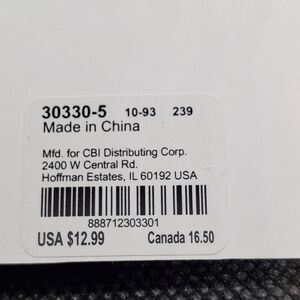 30330-5 10-93 239
Made in China
Mfd. for CBI Distributing Corp.
2400 W Central Rd.
Hoffman Estates, IL 60192 USA
888712303301
USA $12.99 Canada 16.50